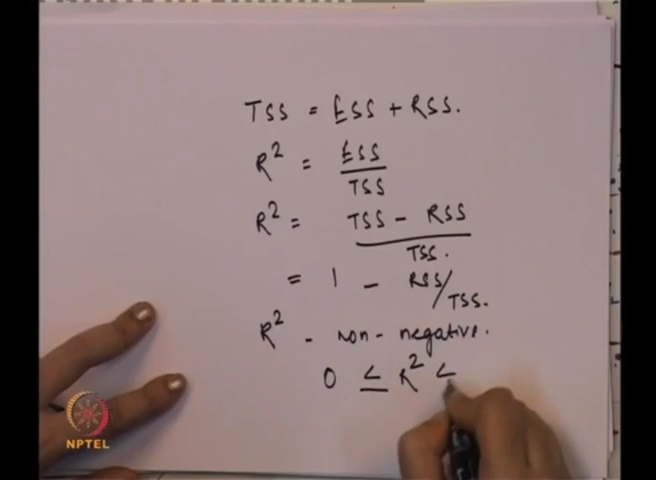 TSS = ESS + RSS.
R² = ESS / TSS
R² = TSS - RSS / TSS.
= 1 - RSS/TSS.
R² - non-negative.
0 ≤ R² <
NPTEL